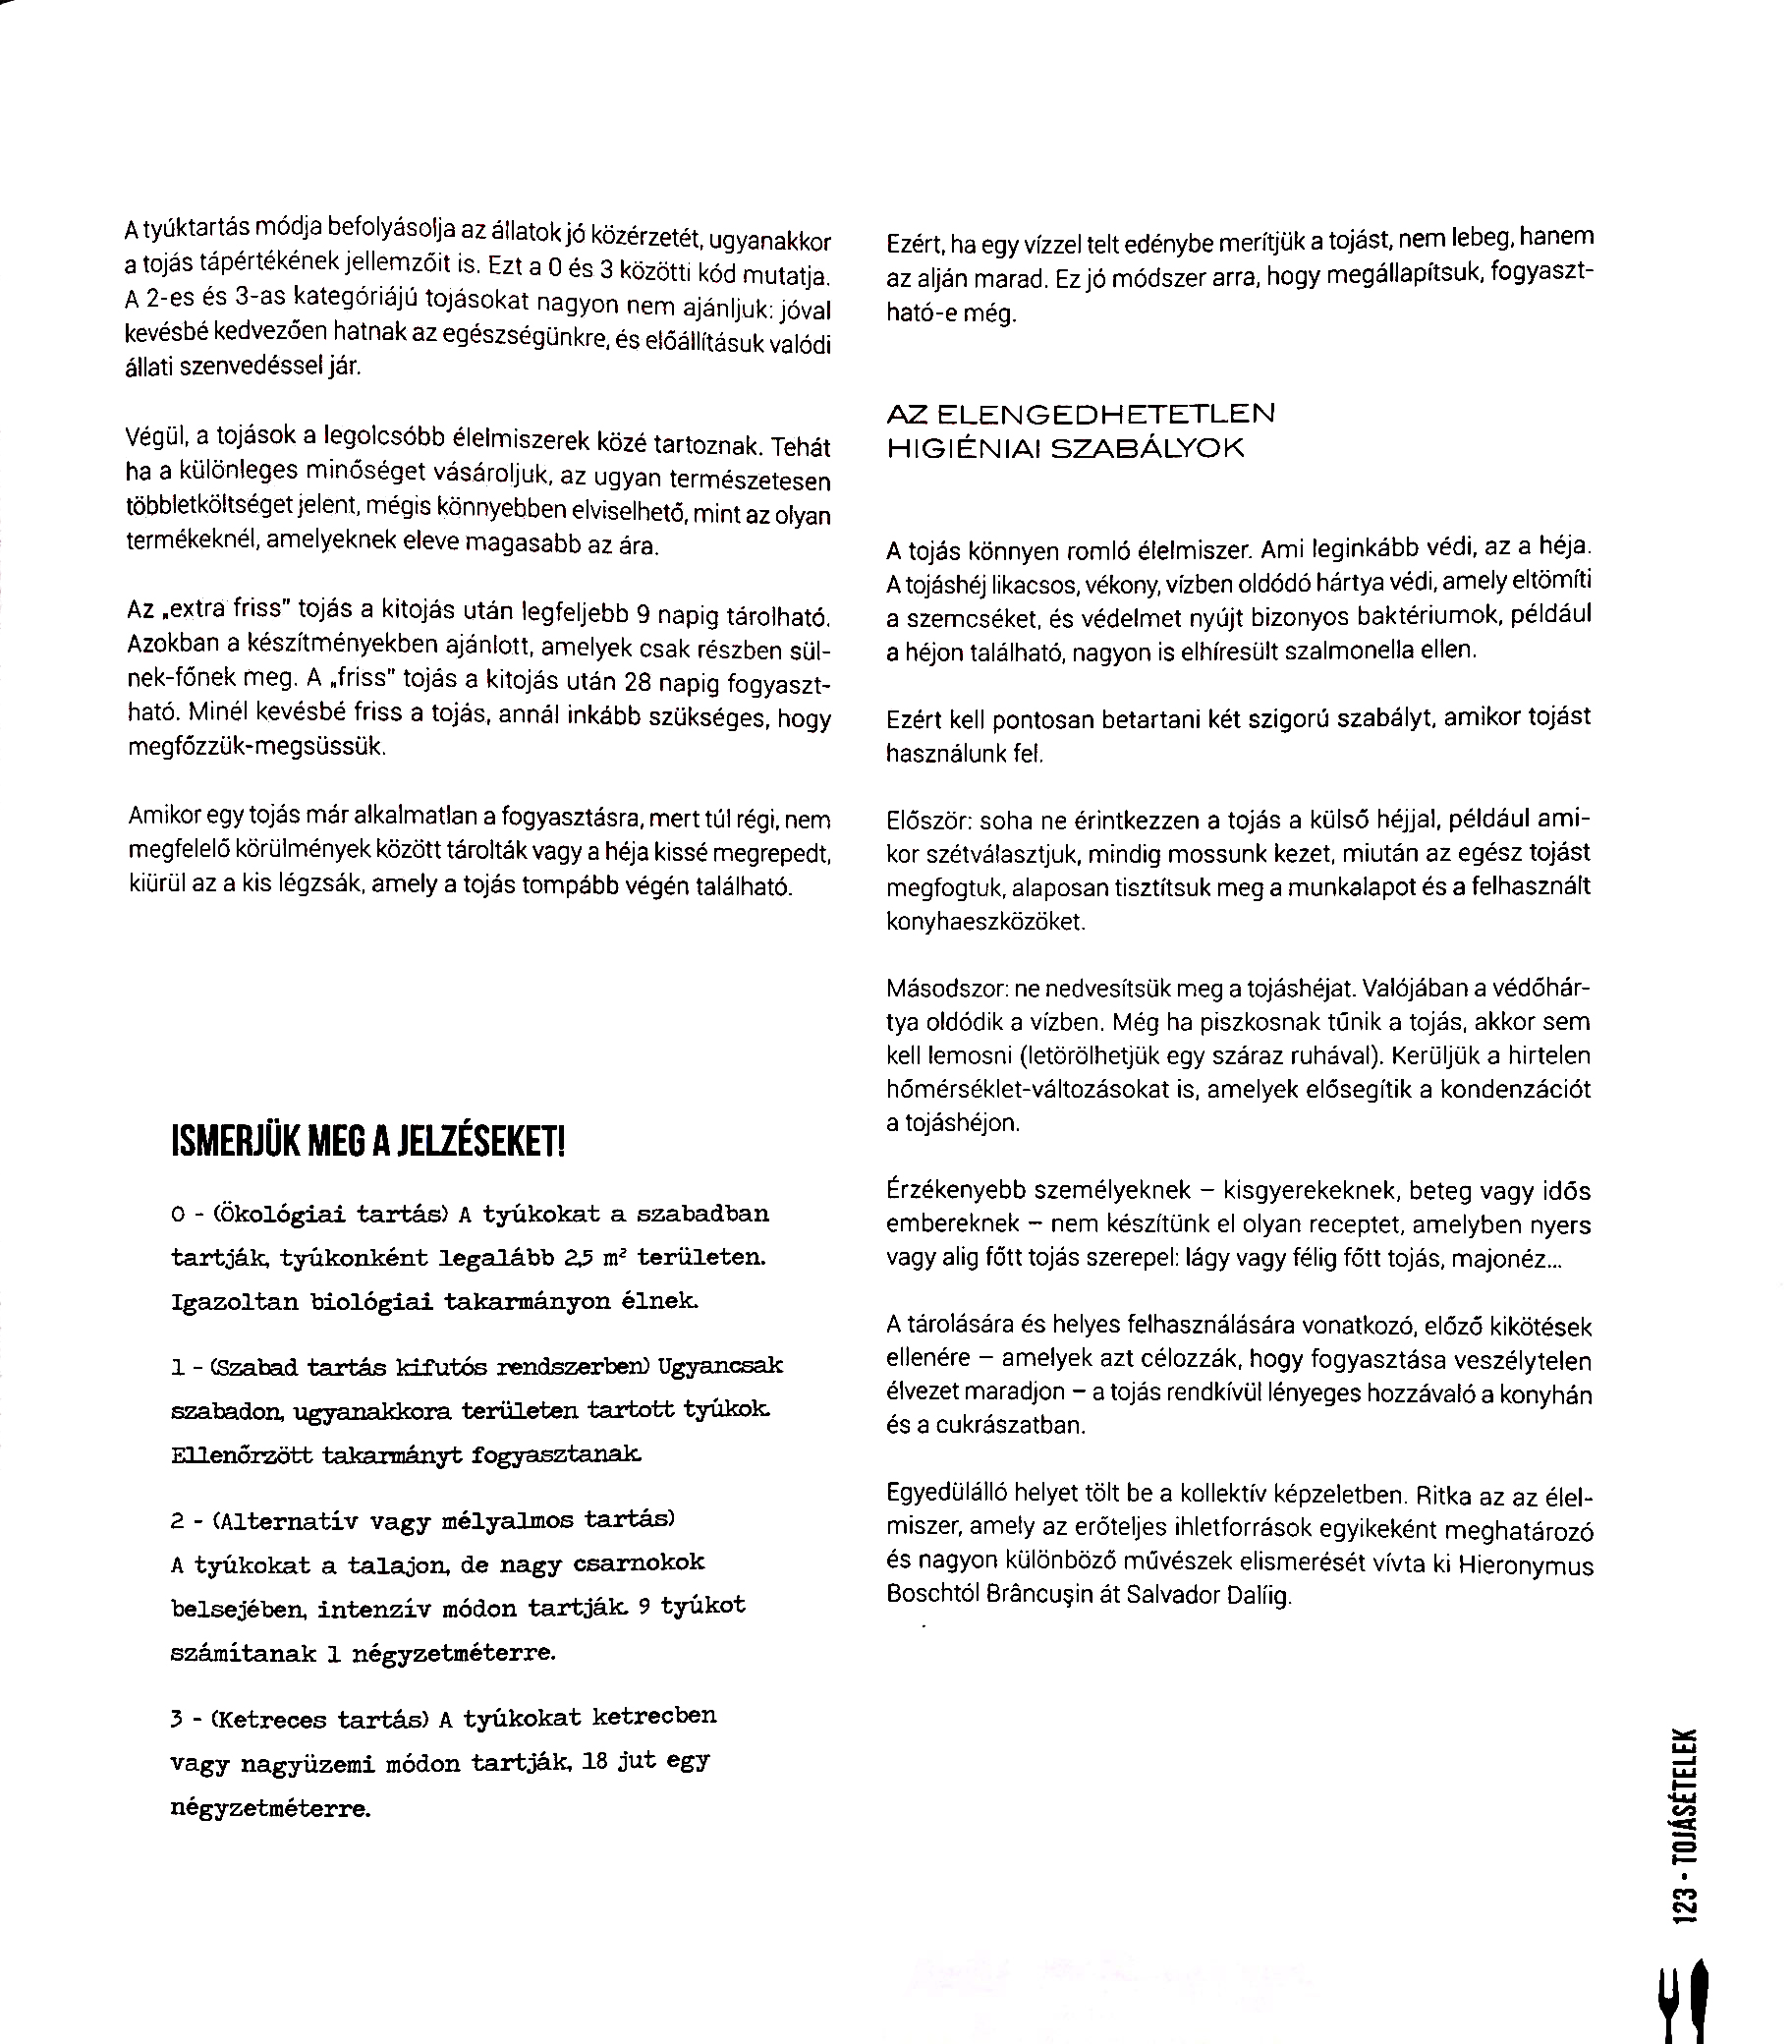 A tyúktartás módja befolyásolja az állatok jó közérzetét, ugyanakkor
a tojás tápértékének jellemzőit is. Ezt a 0 és 3 közötti kód mutatja.
A 2-es és 3-as kategóriájú tojásokat nagyon nem ajánljuk: jóval
kevésbé kedvezően hatnak az egészségünkre, és előállításuk valódi
állati szenvedéssel jár.
Végül, a tojások a legolcsóbb élelmiszerek közé tartoznak. Tehát
ha a különleges minőséget vásároljuk, az ugyan természetesen
többletköltséget jelent, mégis könnyebben elviselhető, mint az olyan
termékeknél, amelyeknek eleve magasabb az ára.
Az „extra friss" tojás a kitojás után legfeljebb 9 napig tárolható.
Azokban a készítményekben ajánlott, amelyek csak részben sül-
nek-főnek meg. A „friss" tojás a kitojás után 28 napig fogyaszt-
ható. Minél kevésbé friss a tojás, annál inkább szükséges, hogy
megfőzzük-megsüssük.
Amikor egy tojás már alkalmatlan a fogyasztásra, mert túl régi, nem
megfelelő körülmények között tárolták vagy a héja kissé megrepedt,
kiürül az a kis légzsák, amely a tojás tompább végén található.
ISMERJÜK MEG A JELZÉSEKET!
0 - (Ökológiai tartás) A tyúkokat a szabadban
tartják, tyúkonként legalább 2,5 m² területen.
Igazoltan biológiai takarmányon élnek.
1 - (Szabad tartás kifutós rendszerben) Ugyancsak
szabadon, ugyanakkora területen tartott tyúkok.
Ellenőrzött takarmányt fogyasztanak.
2 - (Alternatív vagy mélyalmos tartás)
A tyúkokat a talajon, de nagy csarnokok
belsejében, intenzív módon tartják. 9 tyúkot
számítanak 1 négyzetméterre.
3 - (Ketreces tartás) A tyúkokat ketrecben
vagy nagyüzemi módon tartják, 18 jut egy
négyzetméterre.
Ezért, ha egy vízzel telt edénybe merítjük a tojást, nem lebeg, hanem
az alján marad. Ez jó módszer arra, hogy megállapítsuk, fogyaszt-
ható-e még.
AZ ELENGEDHETETLEN
HIGIÉNIAI SZABÁLYOK
A tojás könnyen romló élelmiszer. Ami leginkább védi, az a héja.
A tojáshéj likacsos, vékony, vízben oldódó hártya védi, amely eltömíti
a szemcséket, és védelmet nyújt bizonyos baktériumok, például
a héjon található, nagyon is elhíresült szalmonella ellen.
Ezért kell pontosan betartani két szigorú szabályt, amikor tojást
használunk fel.
Először: soha ne érintkezzen a tojás a külső héjjal, például ami-
kor szétválasztjuk, mindig mossunk kezet, miután az egész tojást
megfogtuk, alaposan tisztítsuk meg a munkalapot és a felhasznált
konyhaeszközöket.
Másodszor: ne nedvesítsük meg a tojáshéjat. Valójában a védőhár-
tya oldódik a vízben. Még ha piszkosnak tűnik a tojás, akkor sem
kell lemosni (letörölhetjük egy száraz ruhával). Kerüljük a hirtelen
hőmérséklet-változásokat is, amelyek elősegítik a kondenzációt
a tojáshéjon.
Érzékenyebb személyeknek – kisgyerekeknek, beteg vagy idős
embereknek – nem készítünk el olyan receptet, amelyben nyers
vagy alig főtt tojás szerepel: lágy vagy félig főtt tojás, majonéz...
A tárolására és helyes felhasználására vonatkozó, előző kikötések
ellenére – amelyek azt célozzák, hogy fogyasztása veszélytelen
élvezet maradjon – a tojás rendkívül lényeges hozzávaló a konyhán
és a cukrászatban.
Egyedülálló helyet tölt be a kollektív képzeletben. Ritka az az élel-
miszer, amely az erőteljes ihletforrások egyikeként meghatározó
és nagyon különböző művészek elismerését vívta ki Hieronymus
Boschtól Brâncuşin át Salvador Dalíig.
123 • TOJÁSÉTELEK